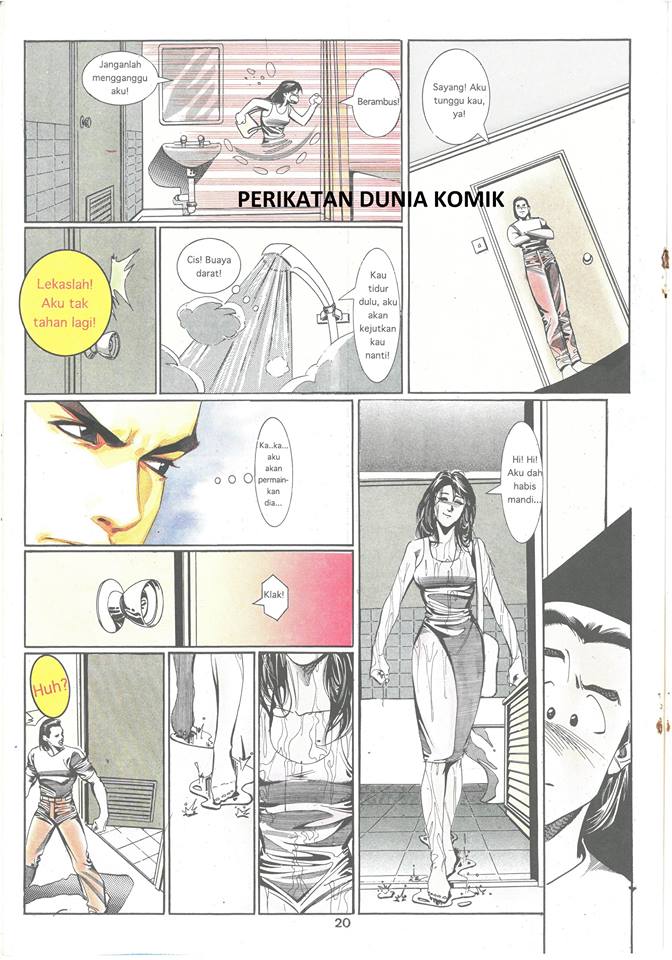 Janganlah
mengganggu
aku!
Berambus!
Sayang! Aku
tunggu kau,
ya!
PERIKATAN DUNIA KOMIK
Lekaslah!
Aku tak
tahan lagi!
Cis! Buaya
darat!
Kau
tidur
dulu, aku
akan
kejutkan
kau
nanti!
Ka..ka...
aku
akan
permain-
kan
dia...
Hi! Hi!
Aku dah
habis
mandi...
Klak!
Huh?
20